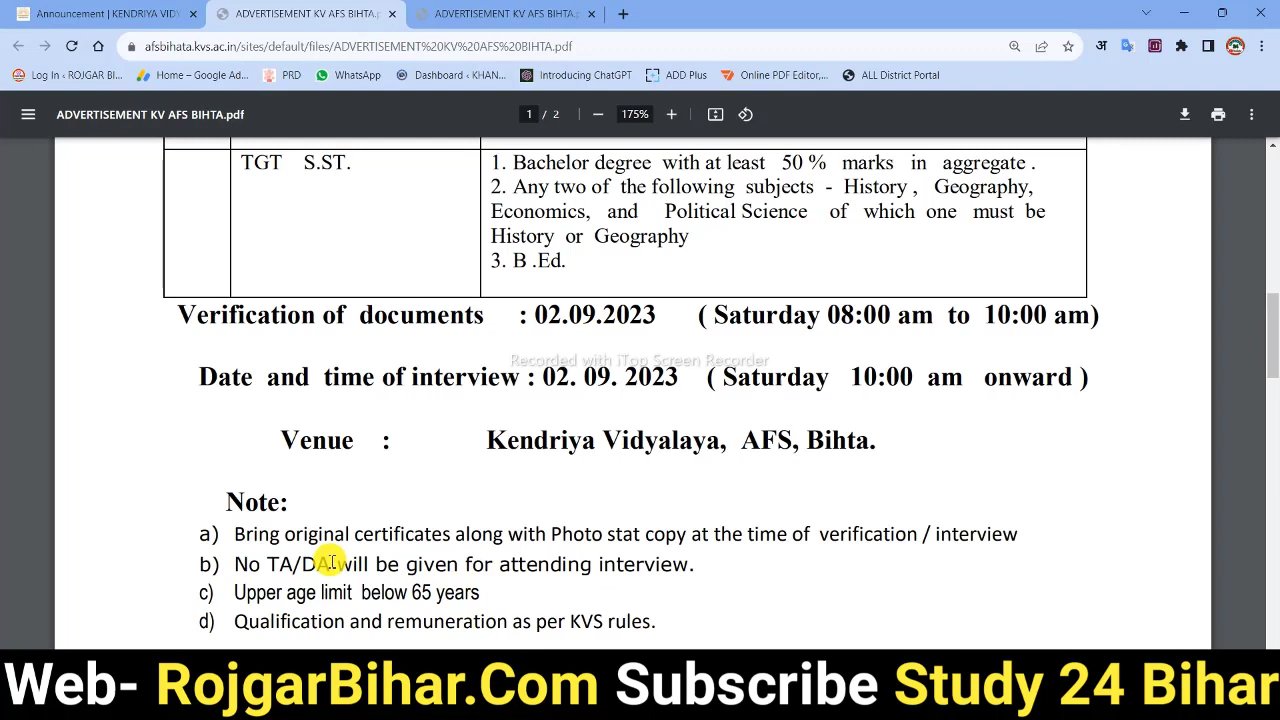 Announcement | KENDRIYA VIDY
ADVERTISEMENT KV AFS BIHTA.p
ADVERTISEMENT KV AFS BIHTA.p
afsbihata.kvs.ac.in/sites/default/files/ADVERTISEMENT%20KV%20AFS%20BIHTA.pdf
अ
Log In ‹ ROJGAR BI...
Home – Google Ad...
PRD
WhatsApp
Dashboard ‹ KHAN...
Introducing ChatGPT
ADD Plus
Online PDF Editor,...
ALL District Portal
ADVERTISEMENT KV AFS BIHTA.pdf
1 / 2
175%
TGT S.ST.
1. Bachelor degree with at least 50 % marks in aggregate .
2. Any two of the following subjects - History , Geography,
Economics, and Political Science of which one must be
History or Geography
3. B .Ed.
Verification of documents : 02.09.2023 ( Saturday 08:00 am to 10:00 am)
Recorded with iTop Screen Recorder
Date and time of interview : 02. 09. 2023 ( Saturday 10:00 am onward )
Venue : Kendriya Vidyalaya, AFS, Bihta.
Note:
a) Bring original certificates along with Photo stat copy at the time of verification / interview
b) No TA/DA will be given for attending interview.
c) Upper age limit below 65 years
d) Qualification and remuneration as per KVS rules.
Web- RojgarBihar.Com Subscribe Study 24 Bihar